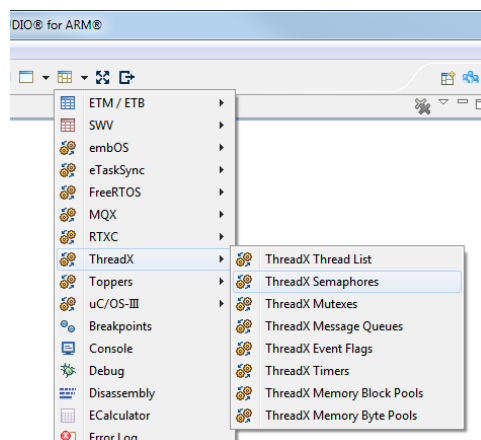 DIO® for ARM®
ETM / ETB
SWV
embOS
eTaskSync
FreeRTOS
MQX
RTXC
ThreadX
Toppers
uC/OS-III
Breakpoints
Console
Debug
Disassembly
ECalculator
Error Log
ThreadX Thread List
ThreadX Semaphores
ThreadX Mutexes
ThreadX Message Queues
ThreadX Event Flags
ThreadX Timers
ThreadX Memory Block Pools
ThreadX Memory Byte Pools